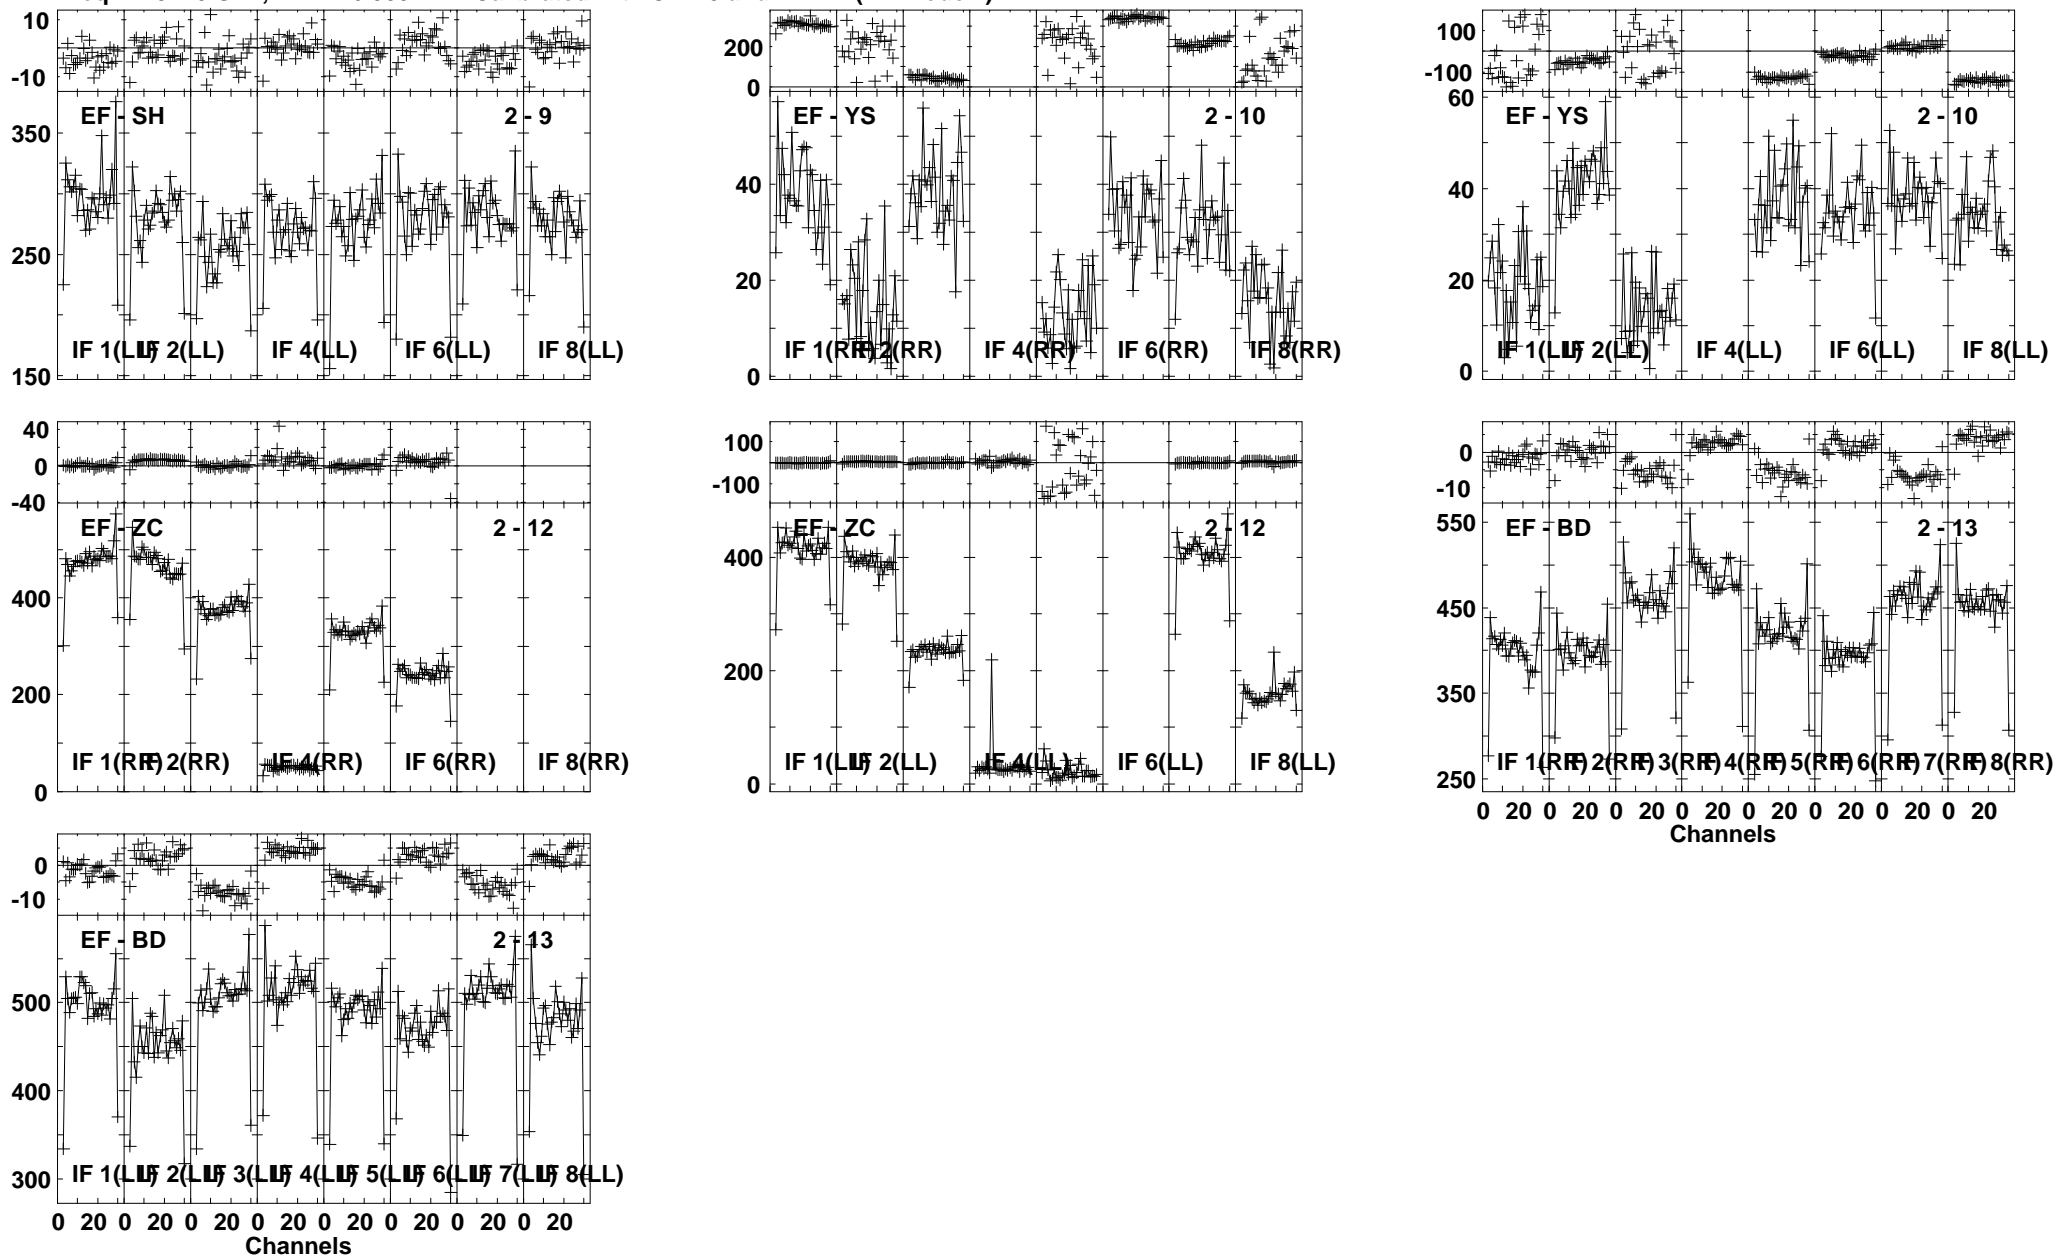 10
-10
EF - SH
2 - 9
350
250
150
IF 1(LL) IF 2(LL) IF 4(LL) IF 6(LL) IF 8(LL)
200
0
EF - YS
2 - 10
40
20
0
IF 1(RR) IF 2(RR) IF 4(RR) IF 6(RR) IF 8(RR)
100
-100
60
EF - YS
2 - 10
40
20
0
IF 1(LL) IF 2(LL) IF 4(LL) IF 6(LL) IF 8(LL)
40
0
-40
EF - ZC
2 - 12
400
200
0
IF 1(RR) IF 2(RR) IF 4(RR) IF 6(RR) IF 8(RR)
100
-100
EF - ZC
2 - 12
400
200
0
IF 1(LL) IF 2(LL) IF 4(LL) IF 6(LL) IF 8(LL)
0
-10
550
EF - BD
2 - 13
450
350
250
IF 1(RR) IF 2(RR) IF 3(RR) IF 4(RR) IF 5(RR) IF 6(RR) IF 7(RR) IF 8(RR)
0 20 0 20 0 20 0 20 0 20 0 20 0 20 0 20
Channels
0
-10
EF - BD
2 - 13
500
400
300
IF 1(LL) IF 2(LL) IF 3(LL) IF 4(LL) IF 5(LL) IF 6(LL) IF 7(LL) IF 8(LL)
0 20 0 20 0 20 0 20 0 20 0 20 0 20 0 20
Channels